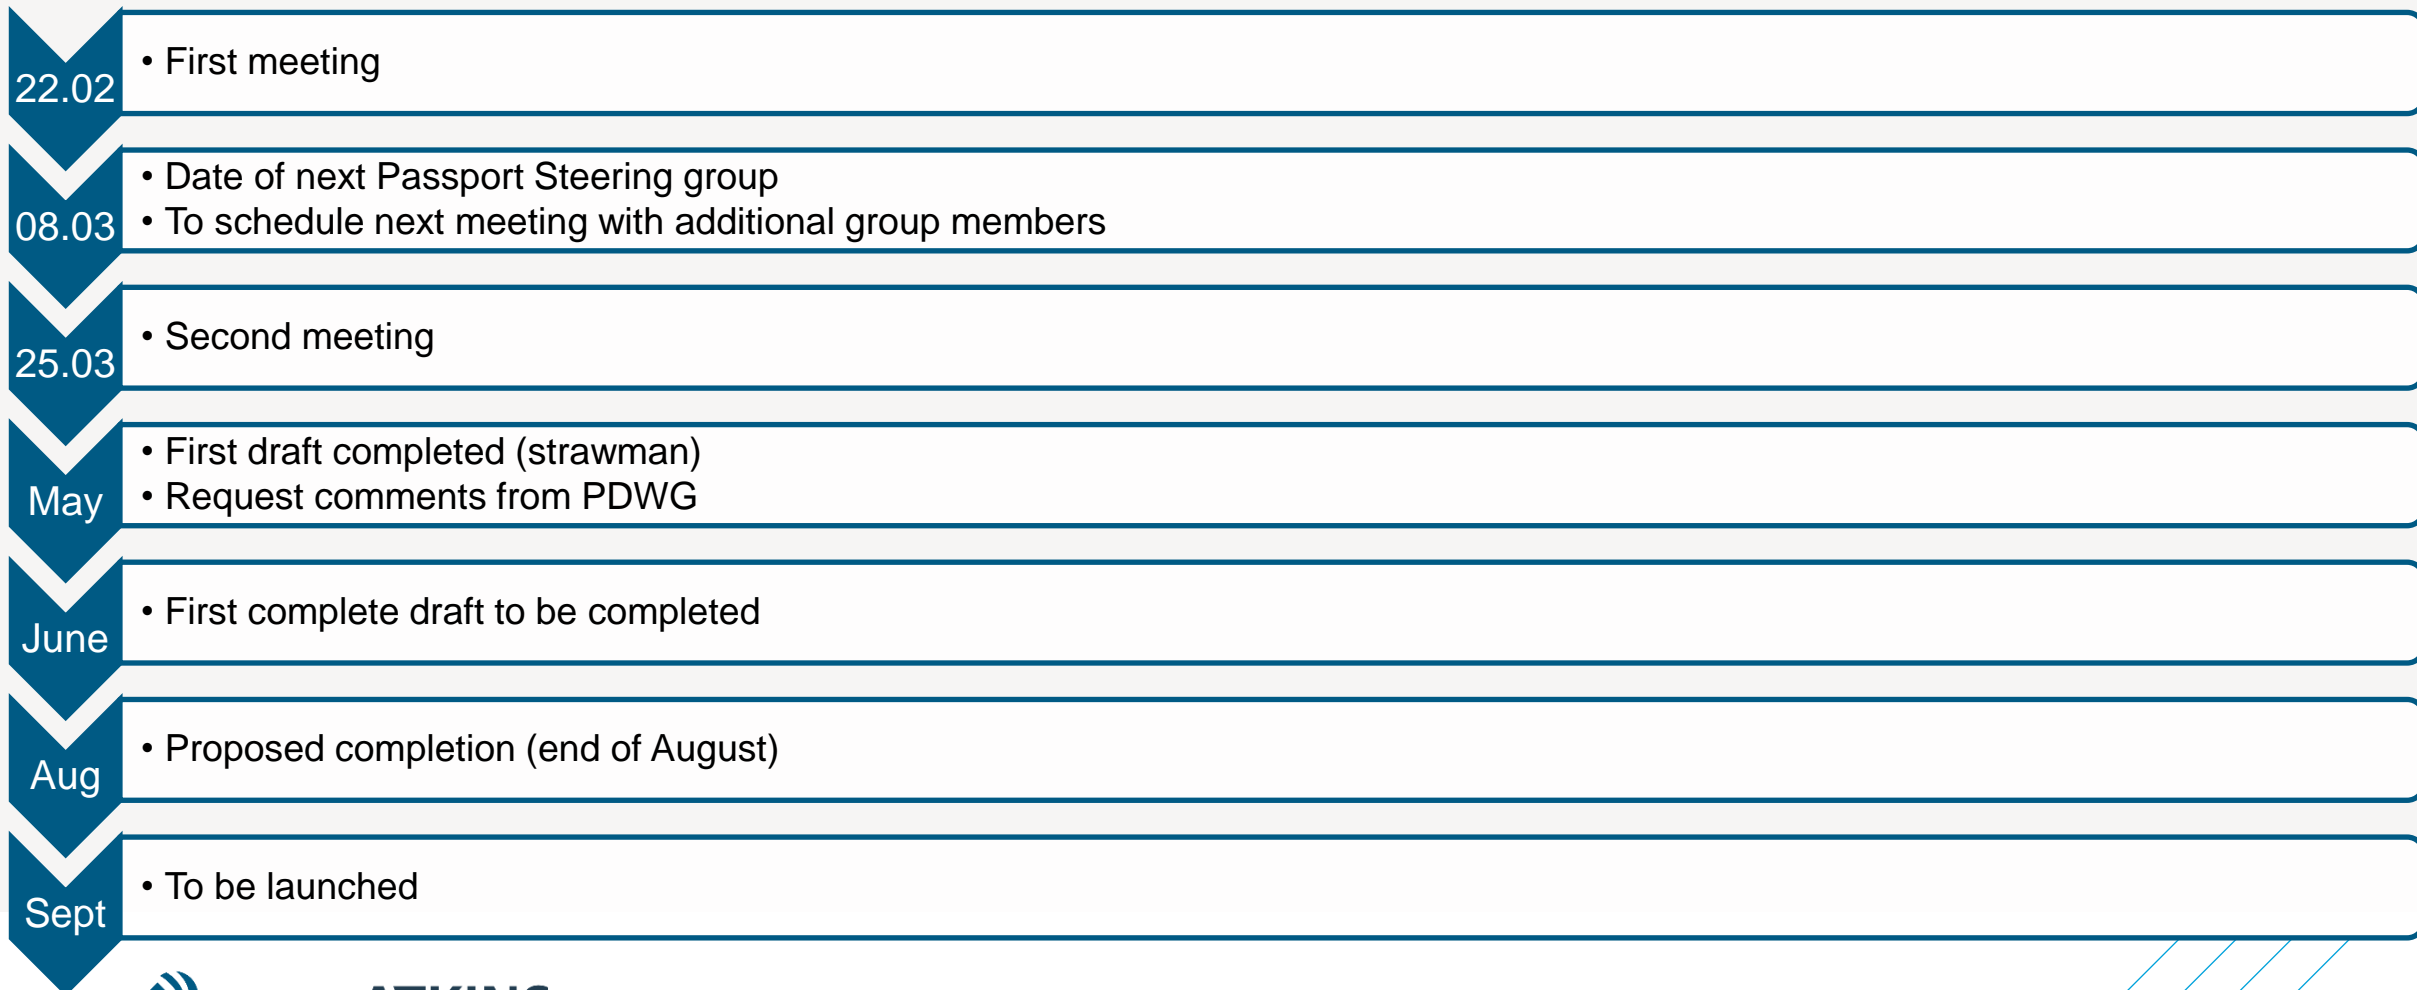 22.02
• First meeting
08.03
• Date of next Passport Steering group
• To schedule next meeting with additional group members
25.03
• Second meeting
May
• First draft completed (strawman)
• Request comments from PDWG
June
• First complete draft to be completed
Aug
• Proposed completion (end of August)
Sept
• To be launched
ATKINS